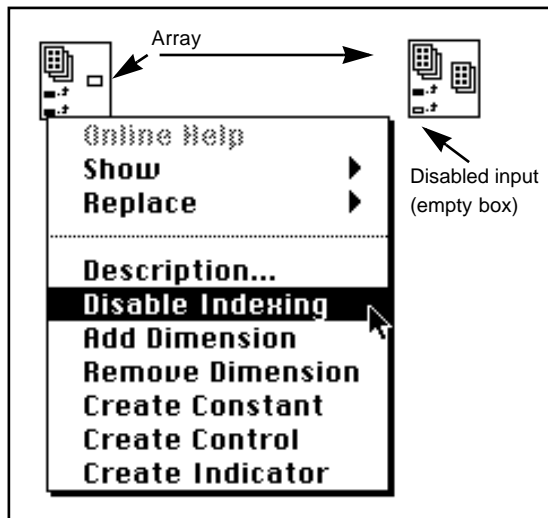 Array
Online Help
Show
Replace
Disabled input
(empty box)
Description...
Disable Indexing
Add Dimension
Remove Dimension
Create Constant
Create Control
Create Indicator